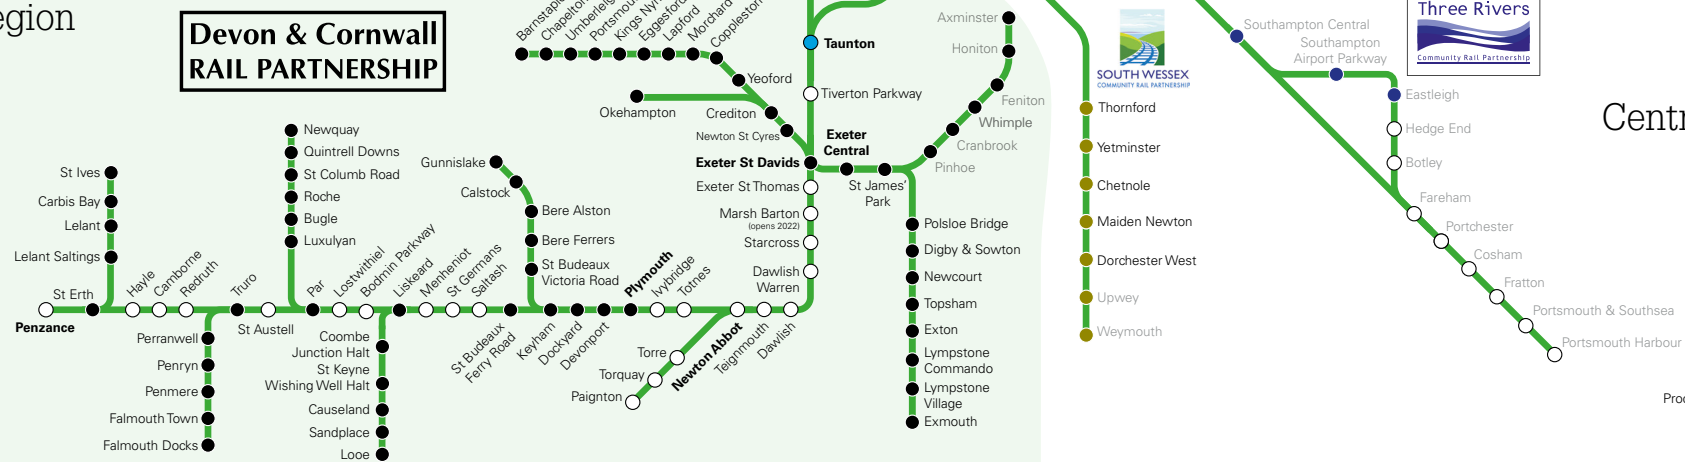 egion
Devon & Cornwall
RAIL PARTNERSHIP
Barnstaple
Chapelton
Umberleigh
Portsmou
Kings Nym
Eggesford
Lapford
Morchard
Copplestone
Yeoford
Okehampton
Crediton
Newton St Cyres
Taunton
Tiverton Parkway
Exeter
Central
Exeter St Davids
Exeter St Thomas
Marsh Barton
(opens 2022)
Starcross
Dawlish
Warren
St James'
Park
Axminster
Honiton
Feniton
Whimple
Cranbrook
Pinhoe
Polsloe Bridge
Digby & Sowton
Newcourt
Topsham
Exton
Lympstone
Commando
Lympstone
Village
Exmouth
St Ives
Carbis Bay
Lelant
Lelant Saltings
St Erth
Penzance
Hayle
Camborne
Redruth
Truro
St Austell
Perranwell
Penryn
Penmere
Falmouth Town
Falmouth Docks
Newquay
Quintrell Downs
St Columb Road
Roche
Bugle
Luxulyan
Par
Lostwithiel
Bodmin Parkway
Liskeard
Menheniot
St Germans
Saltash
Coombe
Junction Halt
St Keyne
Wishing Well Halt
Causeland
Sandplace
Looe
Gunnislake
Calstock
Bere Alston
Bere Ferrers
St Budeaux
Victoria Road
St Budeaux
Ferry Road
Keyham
Dockyard
Devonport
Plymouth
Ivybridge
Totnes
Newton Abbot
Teignmouth
Dawlish
Torre
Torquay
Paignton
SOUTH WESSEX
COMMUNITY RAIL PARTNERSHIP
Thornford
Yetminster
Chetnole
Maiden Newton
Dorchester West
Upwey
Weymouth
Three Rivers
Community Rail Partnership
Southampton Central
Southampton
Airport Parkway
Eastleigh
Hedge End
Botley
Fareham
Portchester
Cosham
Fratton
Portsmouth & Southsea
Portsmouth Harbour
Centr
Proc